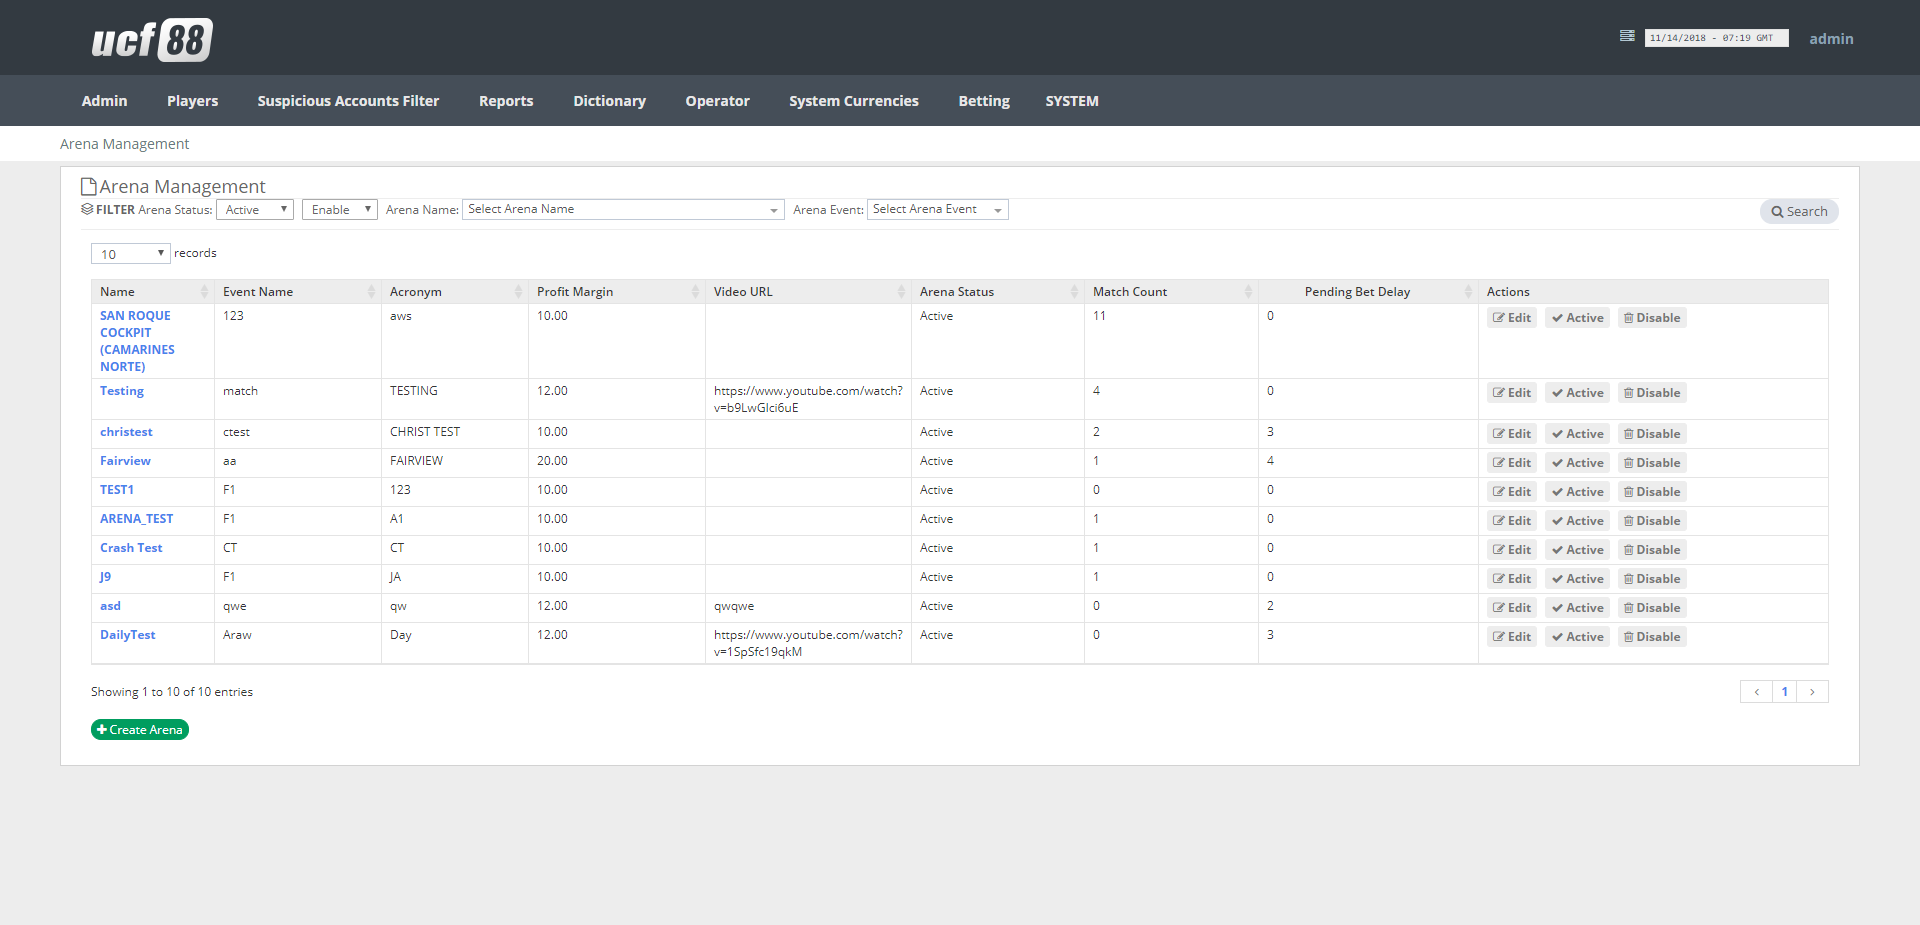 ucf 88
11/14/2018 - 07:19 GMT
admin
Admin Players Suspicious Accounts Filter Reports Dictionary Operator System Currencies Betting SYSTEM
Arena Management
Arena Management
FILTER Arena Status: Active Enable Arena Name: Select Arena Name Arena Event: Select Arena Event Search
10 records
Name Event Name Acronym Profit Margin Video URL Arena Status Match Count Pending Bet Delay Actions
SAN ROQUE 123 aws 10.00 Active 11 0 Edit Active Disable
COCKPIT
(CAMARINES
NORTE)
Testing match TESTING 12.00 https://www.youtube.com/watch? Active 4 0 Edit Active Disable
v=b9LwGlci6uE
christest ctest CHRIST TEST 10.00 Active 2 3 Edit Active Disable
Fairview aa FAIRVIEW 20.00 Active 1 4 Edit Active Disable
TEST1 F1 123 10.00 Active 0 0 Edit Active Disable
ARENA_TEST F1 A1 10.00 Active 1 0 Edit Active Disable
Crash Test CT CT 10.00 Active 1 0 Edit Active Disable
J9 F1 JA 10.00 Active 1 0 Edit Active Disable
asd qwe qw 12.00 qwqwe Active 0 2 Edit Active Disable
DailyTest Araw Day 12.00 https://www.youtube.com/watch? Active 0 3 Edit Active Disable
v=1SpSfc19qkM
Showing 1 to 10 of 10 entries
‹ 1 ›
Create Arena